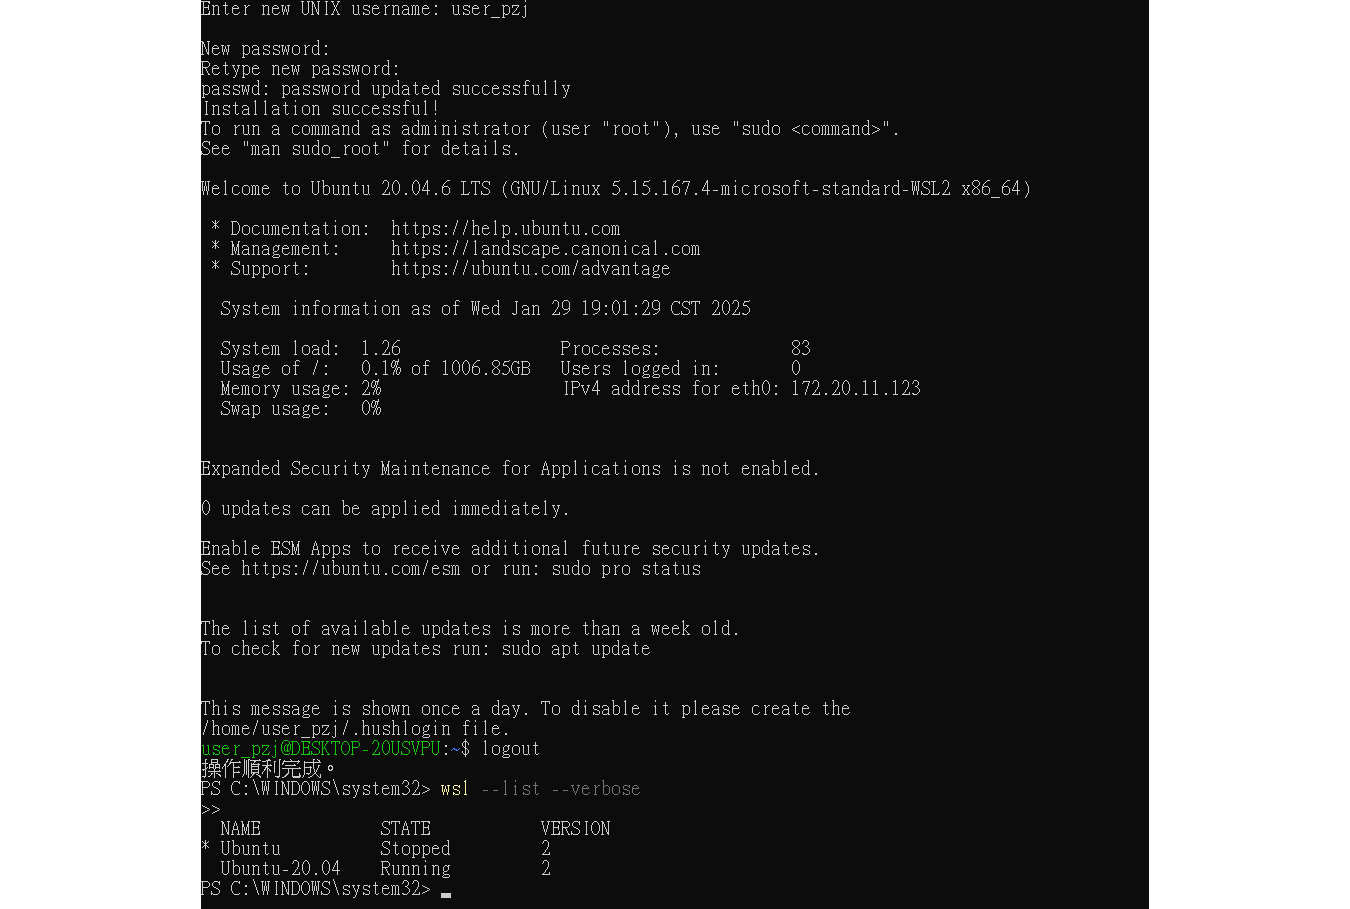 Enter new UNIX username: user_pzj
New password:
Retype new password:
passwd: password updated successfully
Installation successful!
To run a command as administrator (user "root"), use "sudo <command>".
See "man sudo_root" for details.
Welcome to Ubuntu 20.04.6 LTS (GNU/Linux 5.15.167.4-microsoft-standard-WSL2 x86_64)
* Documentation:  https://help.ubuntu.com
* Management:     https://landscape.canonical.com
* Support:        https://ubuntu.com/advantage
System information as of Wed Jan 29 19:01:29 CST 2025
System load:  1.26                Processes:             83
Usage of /:   0.1% of 1006.85GB   Users logged in:       0
Memory usage: 2%                  IPv4 address for eth0: 172.20.11.123
Swap usage:   0%
Expanded Security Maintenance for Applications is not enabled.
0 updates can be applied immediately.
Enable ESM Apps to receive additional future security updates.
See https://ubuntu.com/esm or run: sudo pro status
The list of available updates is more than a week old.
To check for new updates run: sudo apt update
This message is shown once a day. To disable it please create the
/home/user_pzj/.hushlogin file.
user_pzj@DESKTOP-20USVPU:~$ logout
操作順利完成。
PS C:\WINDOWS\system32> wsl --list --verbose
>>
NAME            STATE           VERSION
* Ubuntu          Stopped         2
Ubuntu-20.04    Running         2
PS C:\WINDOWS\system32>